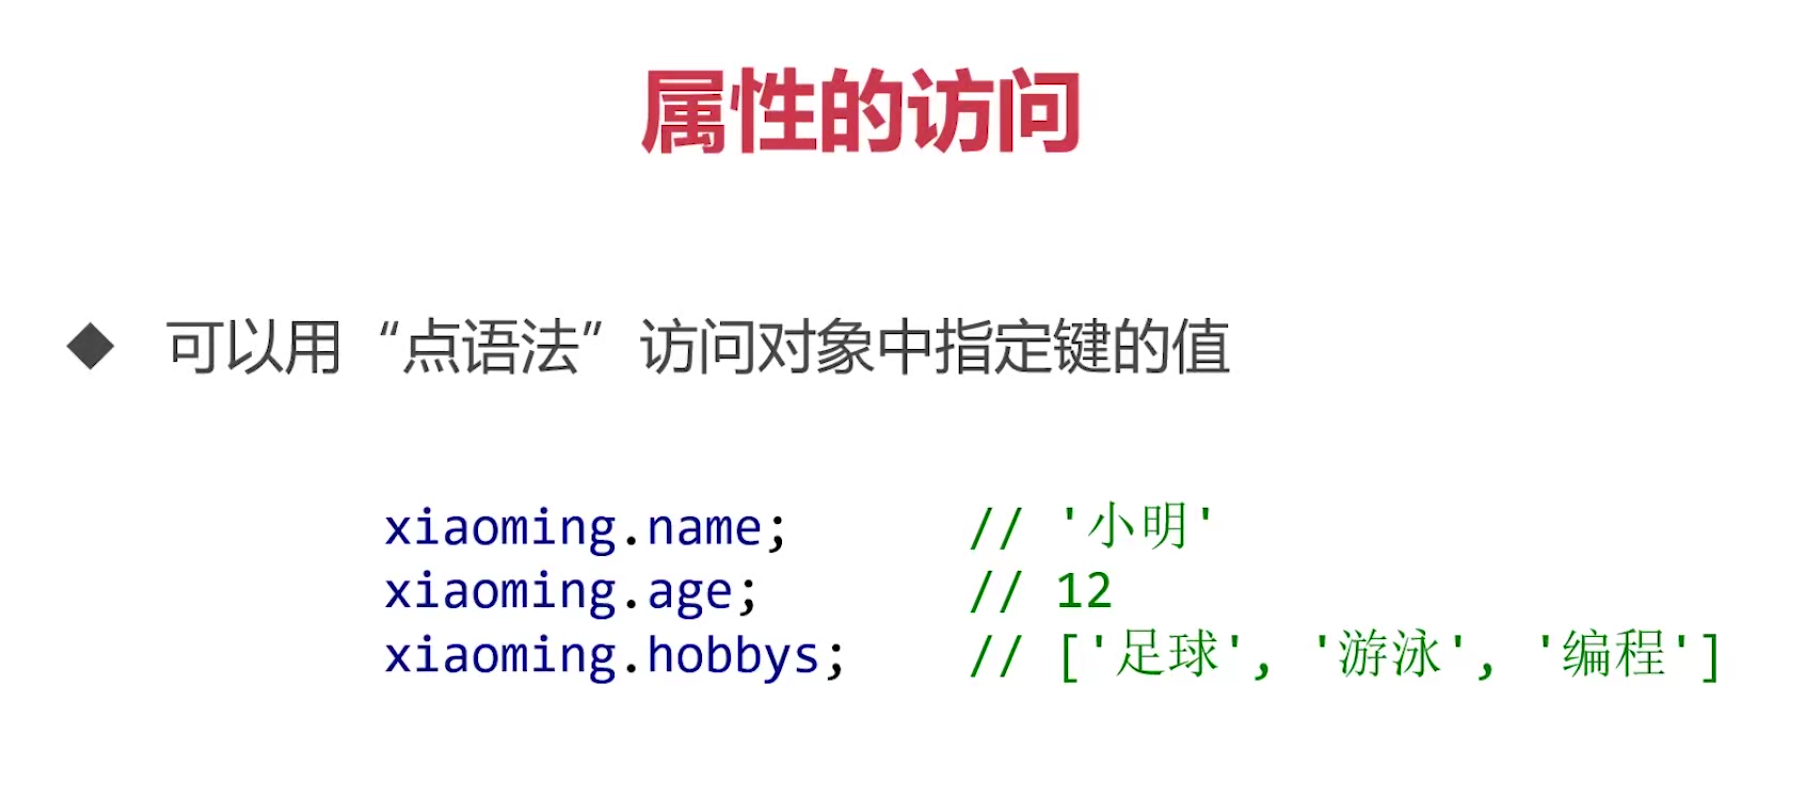 属性的访问
◆ 可以用“点语法”访问对象中指定键的值
xiaoming.name; // '小明'
xiaoming.age; // 12
xiaoming.hobbys; // ['足球', '游泳', '编程']